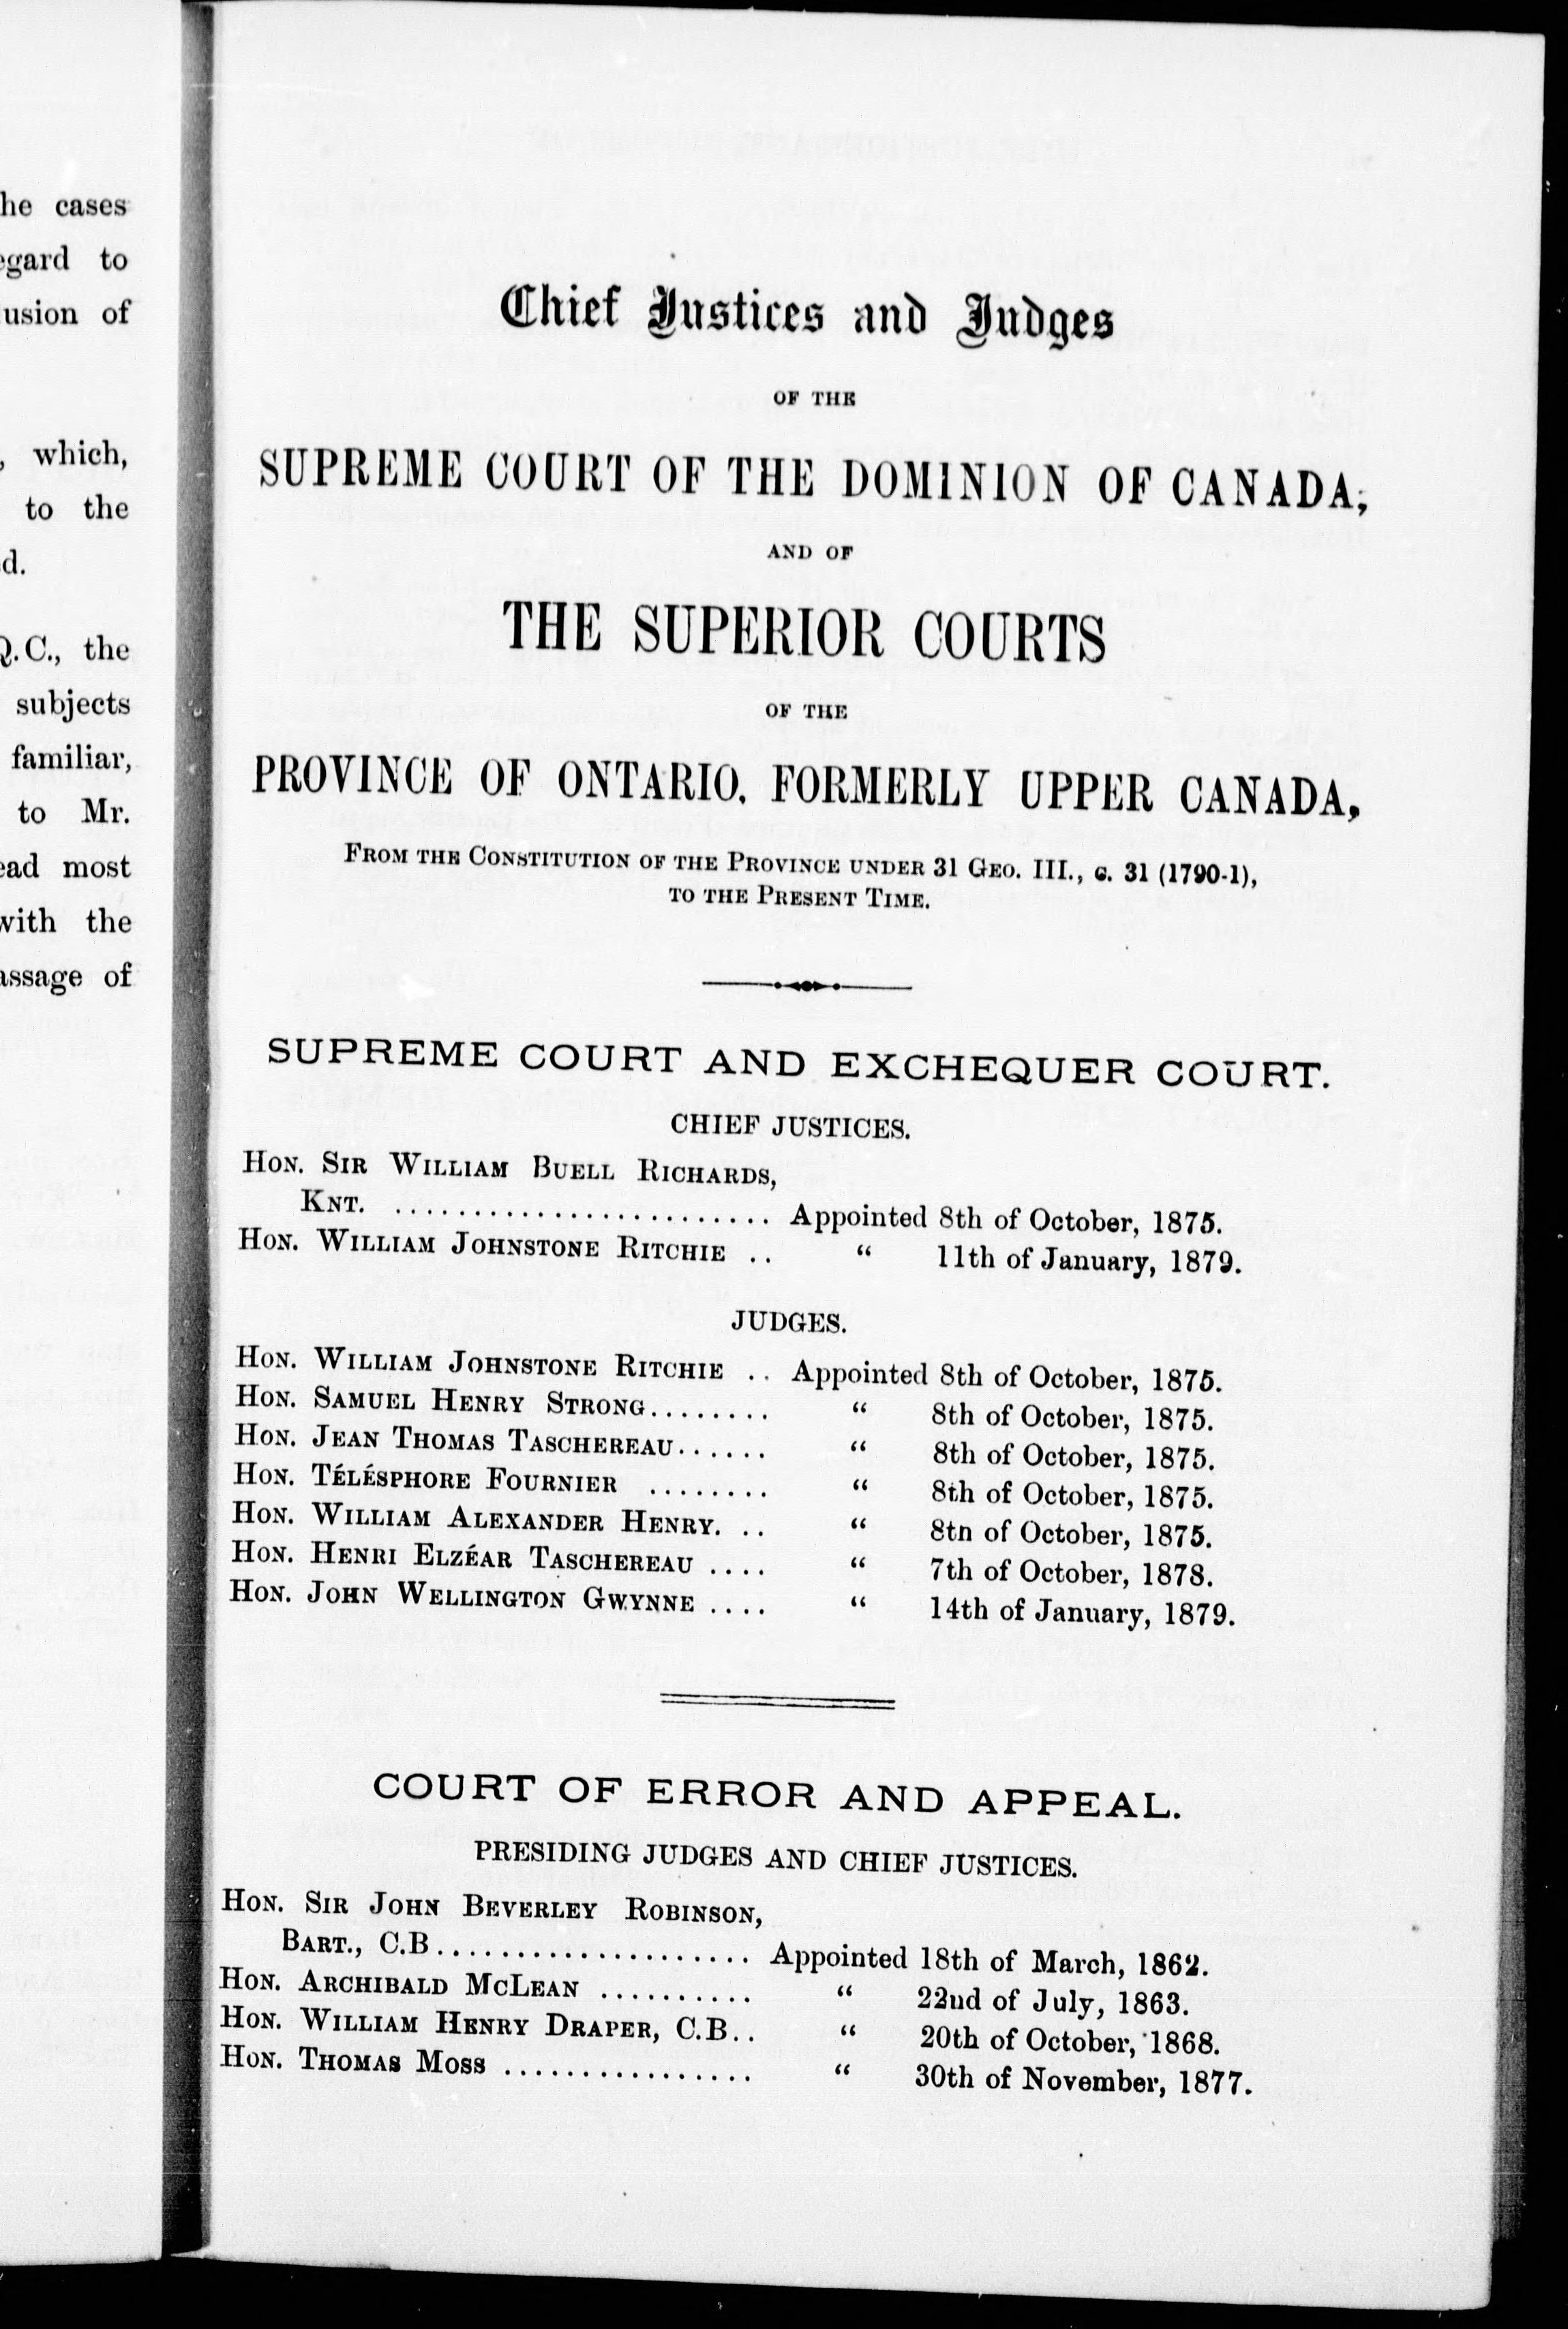 he cases
egard to
usion of
, which,
to the
d.
Q.C., the
subjects
familiar,
to Mr.
ead most
with the
assage of
Chief Justices and Judges
OF THE
SUPREME COURT OF THE DOMINION OF CANADA,
AND OF
THE SUPERIOR COURTS
OF THE
PROVINCE OF ONTARIO, FORMERLY UPPER CANADA,
FROM THE CONSTITUTION OF THE PROVINCE UNDER 31 GEO. III., c. 31 (1790-1),
TO THE PRESENT TIME.
SUPREME COURT AND EXCHEQUER COURT.
CHIEF JUSTICES.
HON. SIR WILLIAM BUELL RICHARDS,
KNT. ........................ Appointed 8th of October, 1875.
HON. WILLIAM JOHNSTONE RITCHIE .. “ 11th of January, 1879.
JUDGES.
HON. WILLIAM JOHNSTONE RITCHIE .. Appointed 8th of October, 1875.
HON. SAMUEL HENRY STRONG........ “ 8th of October, 1875.
HON. JEAN THOMAS TASCHEREAU...... “ 8th of October, 1875.
HON. TÉLÉSPHORE FOURNIER ........ “ 8th of October, 1875.
HON. WILLIAM ALEXANDER HENRY. .. “ 8tn of October, 1875.
HON. HENRI ELZÉAR TASCHEREAU .... “ 7th of October, 1878.
HON. JOHN WELLINGTON GWYNNE .... “ 14th of January, 1879.
COURT OF ERROR AND APPEAL.
PRESIDING JUDGES AND CHIEF JUSTICES.
HON. SIR JOHN BEVERLEY ROBINSON,
BART., C.B.................... Appointed 18th of March, 1862.
HON. ARCHIBALD MCLEAN .......... “ 22nd of July, 1863.
HON. WILLIAM HENRY DRAPER, C.B.. “ 20th of October, 1868.
HON. THOMAS MOSS ................ “ 30th of November, 1877.